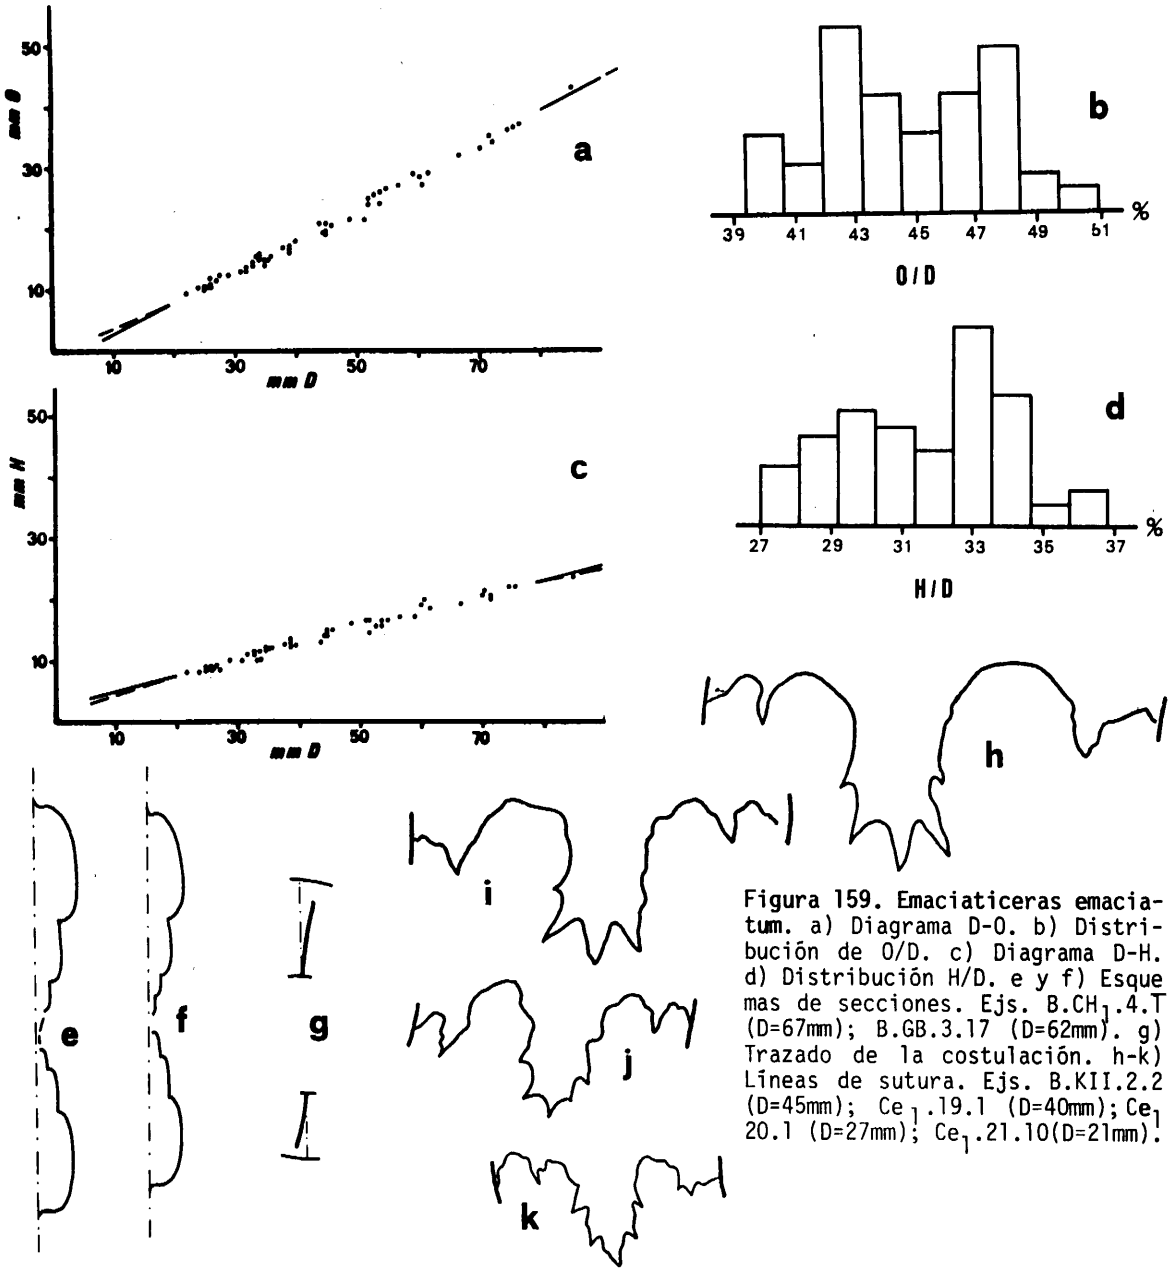 50
30
10
mm O
a
10
30
50
70
mm D
b
39
41
43
45
47
49
51
%
O/D
50
30
10
mm H
c
10
30
50
70
mm D
d
27
29
31
33
35
37
%
H/D
e
f
g
h
i
j
k
Figura 159. Emaciaticeras emacia-
tum. a) Diagrama D-O. b) Distri-
bución de O/D. c) Diagrama D-H.
d) Distribución H/D. e y f) Esque
mas de secciones. Ejs. B.CH1.4.T
(D=67mm); B.GB.3.17 (D=62mm). g)
Trazado de la costulación. h-k)
Líneas de sutura. Ejs. B.KII.2.2
(D=45mm); Ce1.19.1 (D=40mm); Ce1
20.1 (D=27mm); Ce1.21.10(D=21mm).